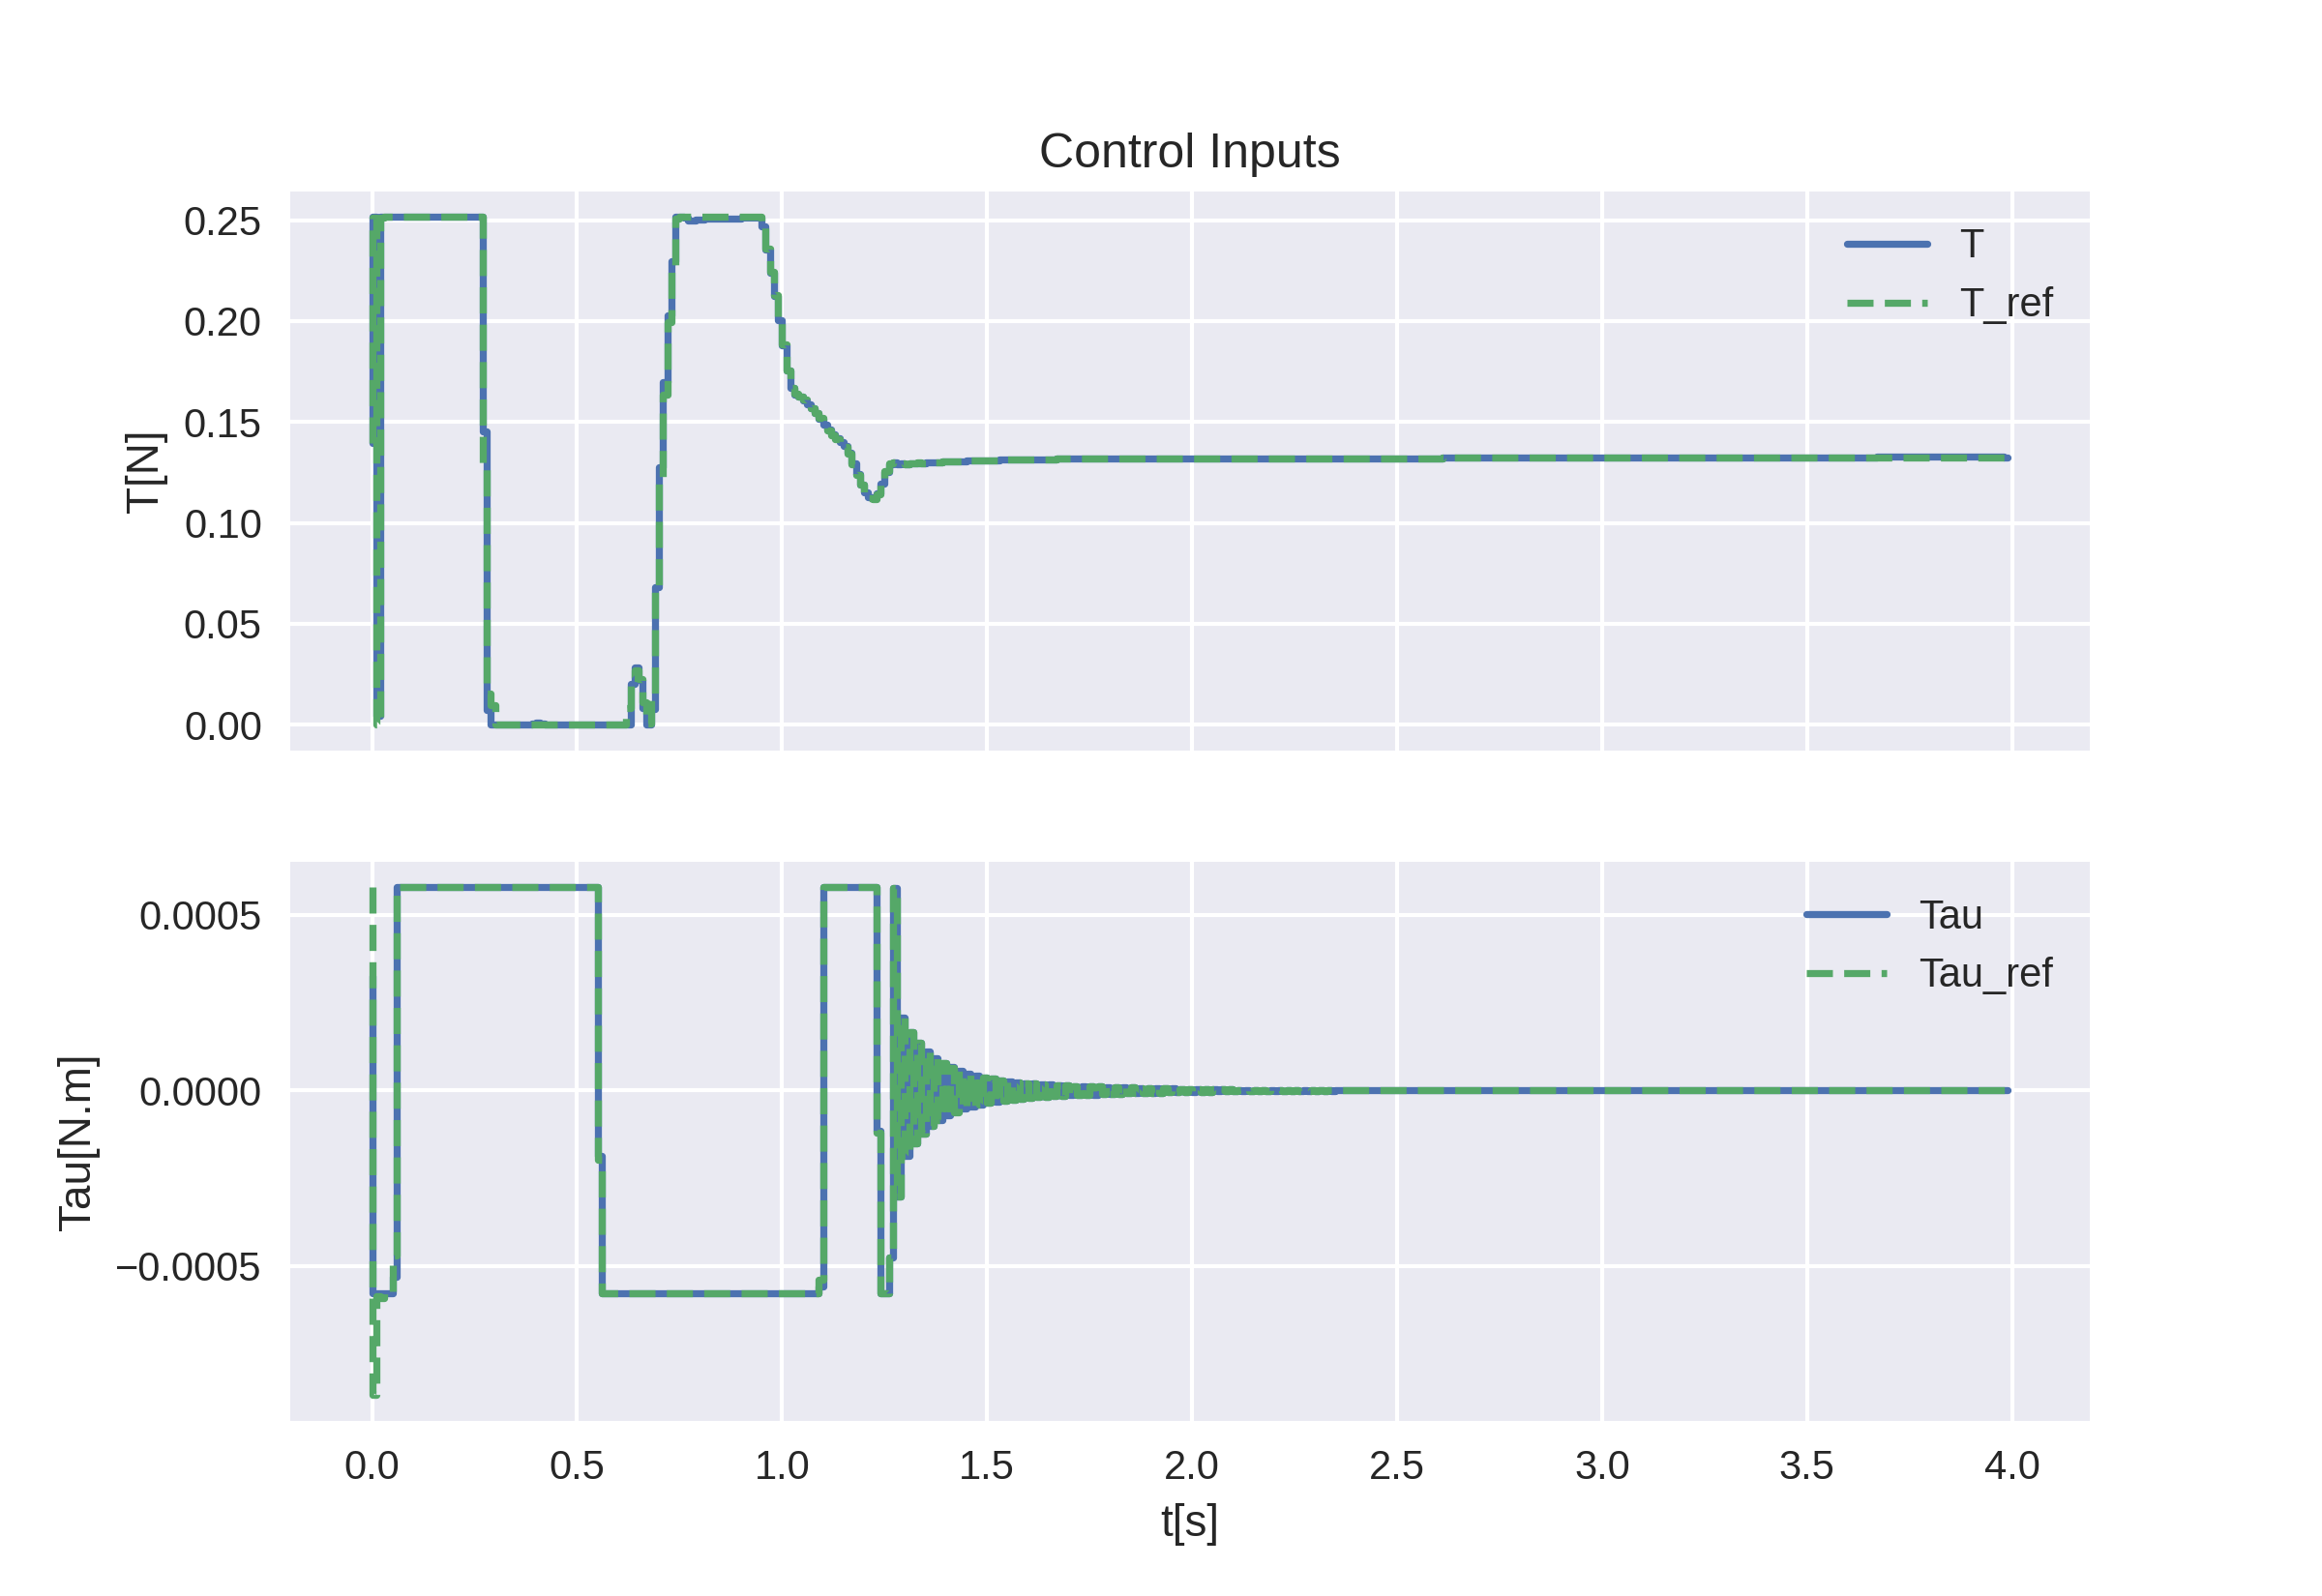 Control Inputs
T[N]
0.25
0.20
0.15
0.10
0.05
0.00
T
T_ref
Tau[N.m]
0.0005
0.0000
−0.0005
Tau
Tau_ref
0.0 0.5 1.0 1.5 2.0 2.5 3.0 3.5 4.0
t[s]